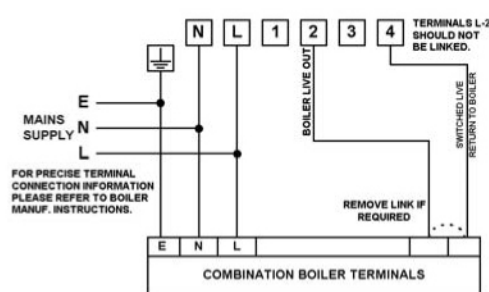 N L 1 2 3 4
TERMINALS L-2
SHOULD NOT
BE LINKED.
BOILER LIVE OUT
SWITCHED LIVE
RETURN TO BOILER
E
MAINS
SUPPLY
N
L
FOR PRECISE TERMINAL
CONNECTION INFORMATION
PLEASE REFER TO BOILER
MANUF. INSTRUCTIONS.
REMOVE LINK IF
REQUIRED
E N L
COMBINATION BOILER TERMINALS